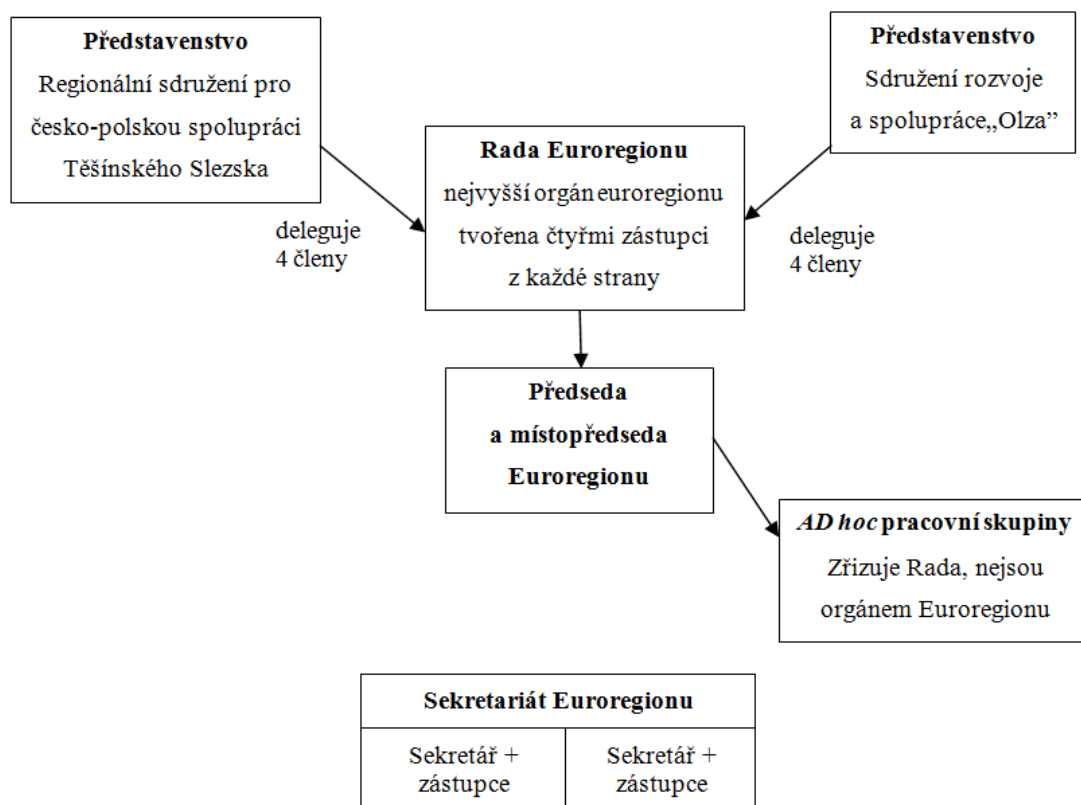 Představenstvo
Regionální sdružení pro
česko-polskou spolupráci
Těšínského Slezska
Představenstvo
Sdružení rozvoje
a spolupráce„Olza”
Rada Euroregionu
nejvyšší orgán euroregionu
tvořena čtyřmi zástupci
z každé strany
deleguje
4 členy
deleguje
4 členy
Předseda
a místopředseda
Euroregionu
AD hoc pracovní skupiny
Zřizuje Rada, nejsou
orgánem Euroregionu
Sekretariát Euroregionu
Sekretář +
zástupce
Sekretář +
zástupce